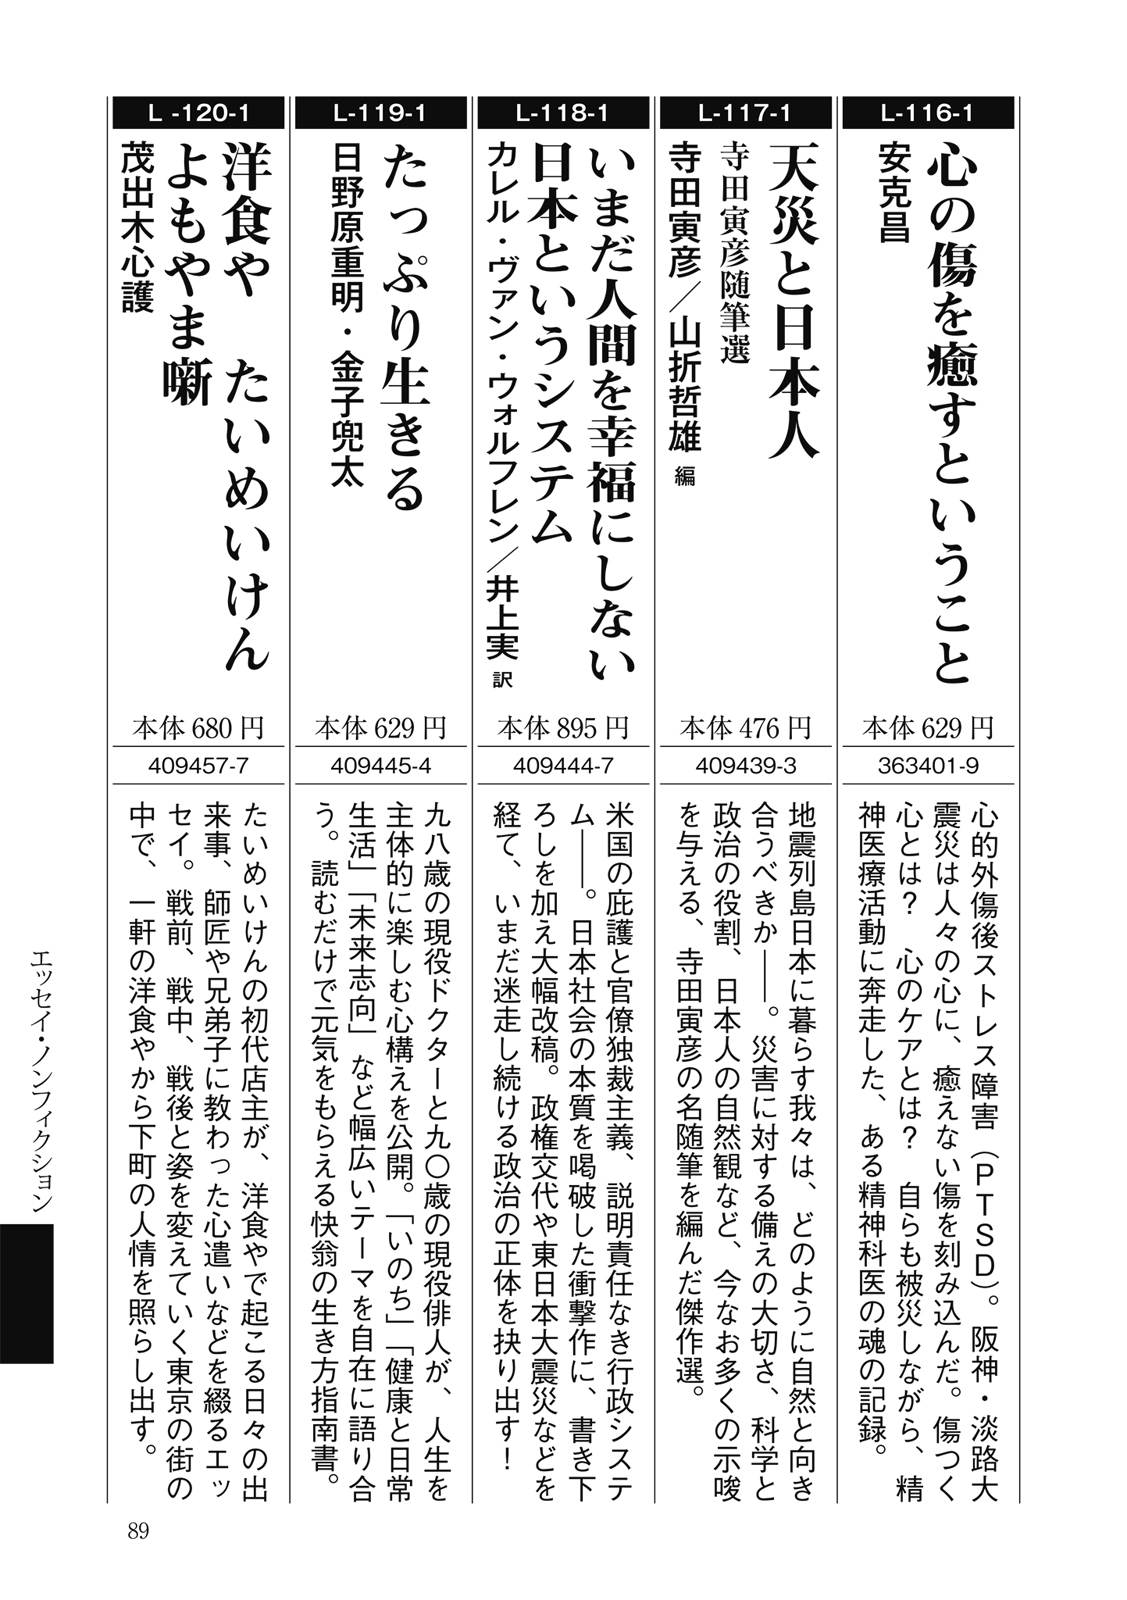 L-116-1
心の傷を癒すということ
安克昌
本体629円
363401-9
心的外傷後ストレス障害（PTSD）。阪神・淡路大
震災は人々の心に、癒えない傷を刻み込んだ。傷つく
心とは？　心のケアとは？　自らも被災しながら、精
神医療活動に奔走した、ある精神科医の魂の記録。
L-117-1
天災と日本人
寺田寅彦随筆選
寺田寅彦／山折哲雄 編
本体476円
409439-3
地震列島日本に暮らす我々は、どのように自然と向き
合うべきか――。災害に対する備えの大切さ、科学と
政治の役割、日本人の自然観など、今なお多くの示唆
を与える、寺田寅彦の名随筆を編んだ傑作選。
L-118-1
いまだ人間を幸福にしない
日本というシステム
カレル・ヴァン・ウォルフレン／井上実 訳
本体895円
409444-7
米国の庇護と官僚独裁主義、説明責任なき行政システ
ム――。日本社会の本質を喝破した衝撃作に、書き下
ろしを加え大幅改稿。政権交代や東日本大震災などを
経て、いまだ迷走し続ける政治の正体を抉り出す！
L-119-1
たっぷり生きる
日野原重明・金子兜太
本体629円
409445-4
九八歳の現役ドクターと九〇歳の現役俳人が、人生を
主体的に楽しむ心構えを公開。「いのち」「健康と日常
生活」「未来志向」など幅広いテーマを自在に語り合
う。読むだけで元気をもらえる快翁の生き方指南書。
L-120-1
洋食や　たいめいけん
よもやま噺
茂出木心護
本体680円
409457-7
たいめいけんの初代店主が、洋食やで起こる日々の出
来事、師匠や兄弟子に教わった心遣いなどを綴るエッ
セイ。戦前、戦中、戦後と姿を変えていく東京の街の
中で、一軒の洋食やから下町の人情を照らし出す。
エッセイ・ノンフィクション
89